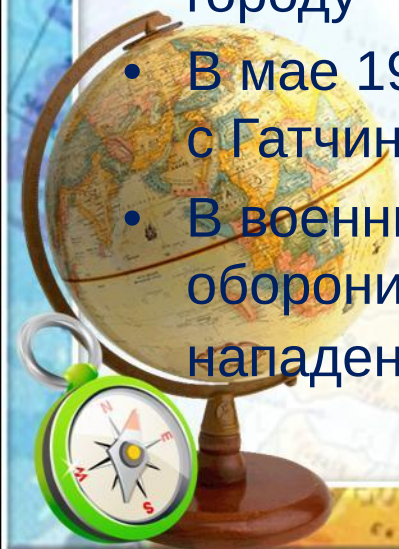 городу
• В мае 19
с Гатчин
• В военн
оборони
нападен
N
E
W
S